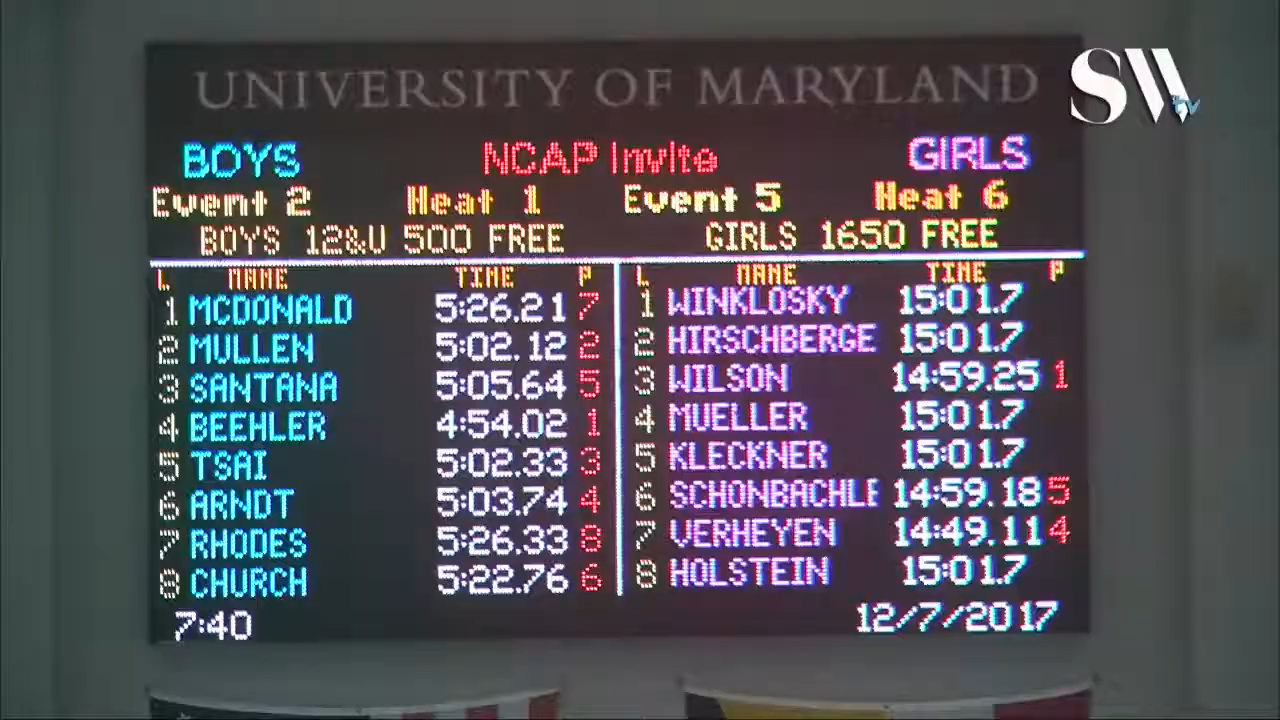 UNIVERSITY OF MARYLAND
SW tv
BOYS NCAP Invite GIRLS
Event 2 Heat 1 Event 5 Heat 6
BOYS 12&U 500 FREE GIRLS 1650 FREE
L NAME TIME P L NAME TIME P
1 MCDONALD 5:26.21 7 1 WINKLOSKY 15:01.7
2 MULLEN 5:02.12 2 2 HIRSCHBERGE 15:01.7
3 SANTANA 5:05.64 5 3 WILSON 14:59.25 1
4 BEEHLER 4:54.02 1 4 MUELLER 15:01.7
5 TSAI 5:02.33 3 5 KLECKNER 15:01.7
6 ARNDT 5:03.74 4 6 SCHONBACHLE 14:59.18 5
7 RHODES 5:26.33 8 7 VERHEYEN 14:49.11 4
8 CHURCH 5:22.76 6 8 HOLSTEIN 15:01.7
7:40 12/7/2017